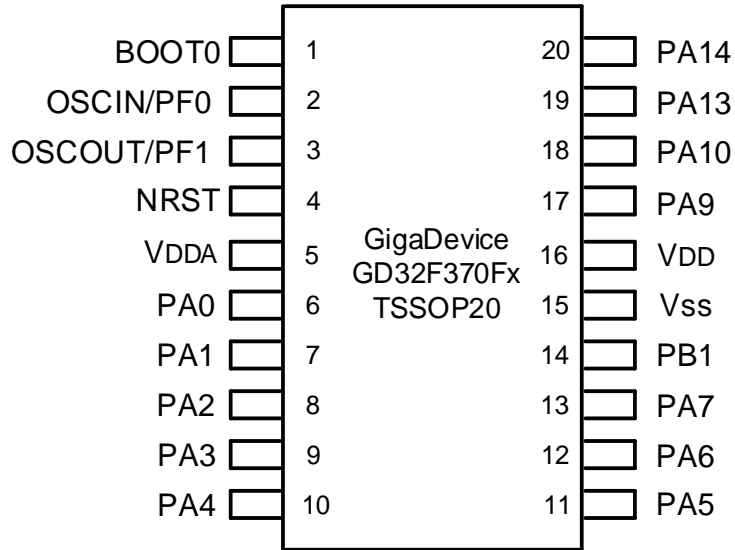 BOOT0 1 20 PA14
OSCIN/PF0 2 19 PA13
OSCOUT/PF1 3 18 PA10
NRST 4 17 PA9
VDDA 5 16 VDD
PA0 6 15 Vss
PA1 7 14 PB1
PA2 8 13 PA7
PA3 9 12 PA6
PA4 10 11 PA5
GigaDevice
GD32F370Fx
TSSOP20